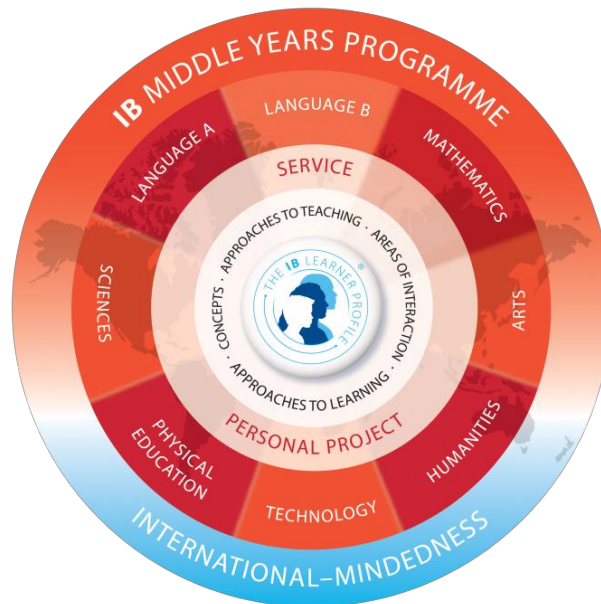 IB MIDDLE YEARS PROGRAMME
LANGUAGE A
LANGUAGE B
MATHEMATICS
SCIENCES
ARTS
PHYSICAL
EDUCATION
TECHNOLOGY
HUMANITIES
SERVICE
PERSONAL PROJECT
· CONCEPTS · APPROACHES TO TEACHING · AREAS OF INTERACTION · APPROACHES TO LEARNING
· THE IB LEARNER PROFILE ®
INTERNATIONAL–MINDEDNESS